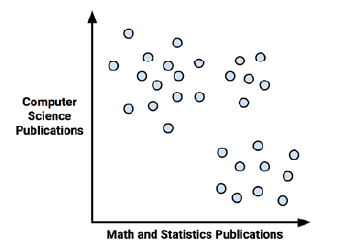 Computer
Science
Publications
Math and Statistics Publications